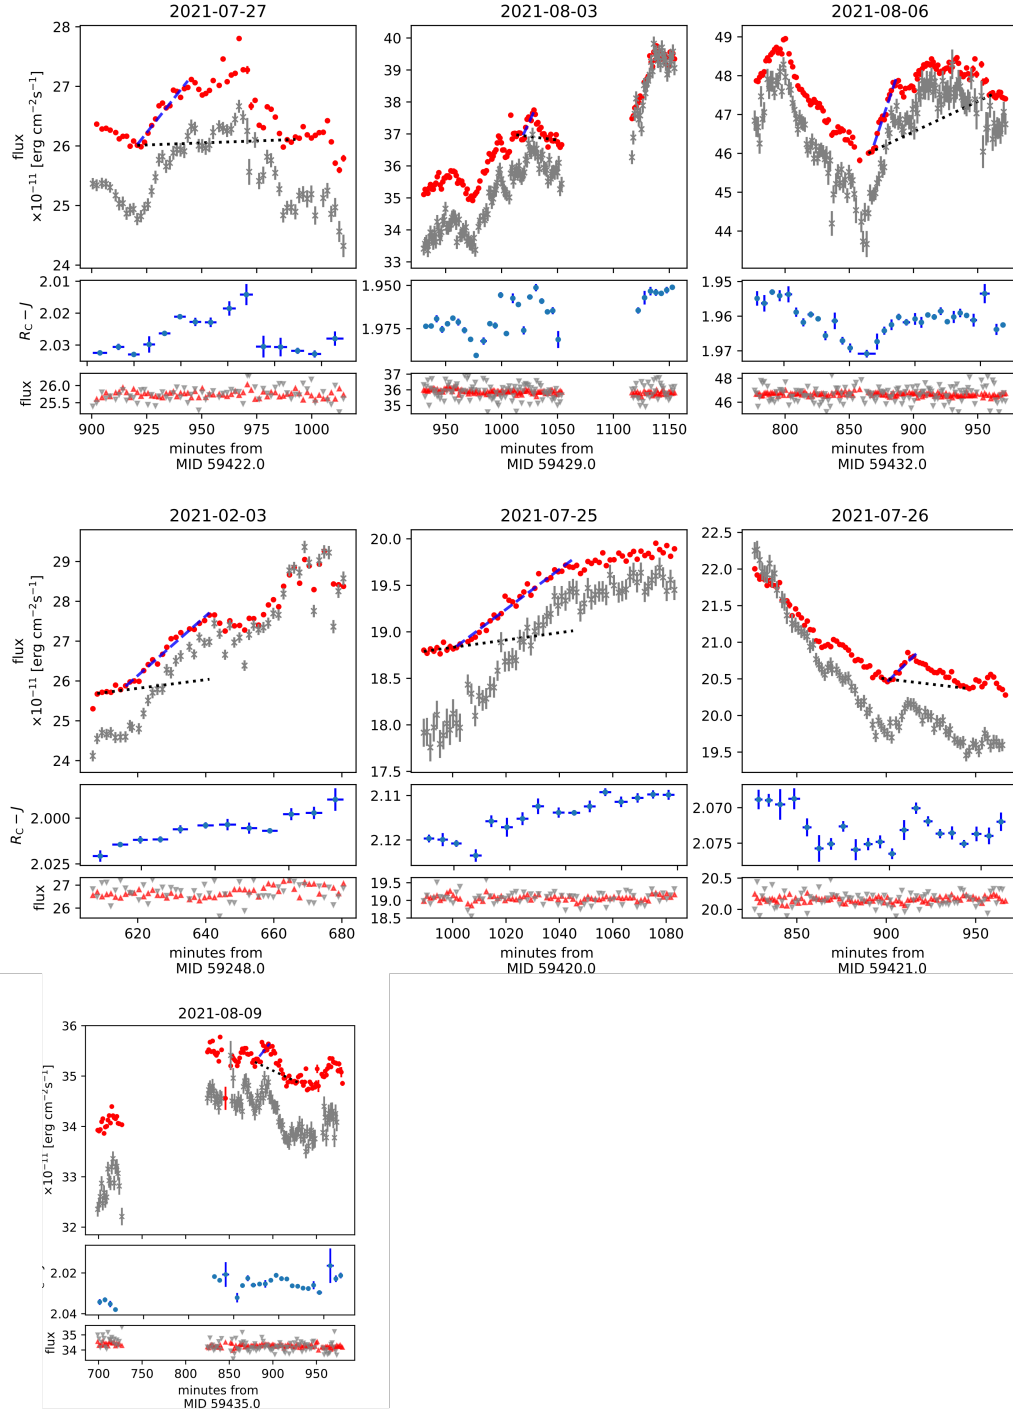 2021-07-27
2021-08-03
2021-08-06
flux
×10⁻¹¹ [erg cm⁻²s⁻¹]
28
27
26
25
24
40
39
38
37
36
35
34
33
49
48
47
46
45
44
R_C − J
2.01
2.02
2.03
1.950
1.975
1.95
1.96
1.97
flux
26.0
25.5
37
36
35
48
46
900 925 950 975 1000
950 1000 1050 1100 1150
800 850 900 950
minutes from
MJD 59422.0
minutes from
MJD 59429.0
minutes from
MJD 59432.0
2021-02-03
2021-07-25
2021-07-26
flux
×10⁻¹¹ [erg cm⁻²s⁻¹]
29
28
27
26
25
24
20.0
19.5
19.0
18.5
18.0
17.5
22.5
22.0
21.5
21.0
20.5
20.0
19.5
R_C − J
2.000
2.025
2.11
2.12
2.070
2.075
flux
27
26
19.5
19.0
18.5
20.5
20.0
620 640 660 680
1000 1020 1040 1060 1080
850 900 950
minutes from
MJD 59248.0
minutes from
MJD 59420.0
minutes from
MJD 59421.0
2021-08-09
×10⁻¹¹ [erg cm⁻²s⁻¹]
36
35
34
33
32
2.02
2.04
flux
35
34
700 750 800 850 900 950
minutes from
MJD 59435.0